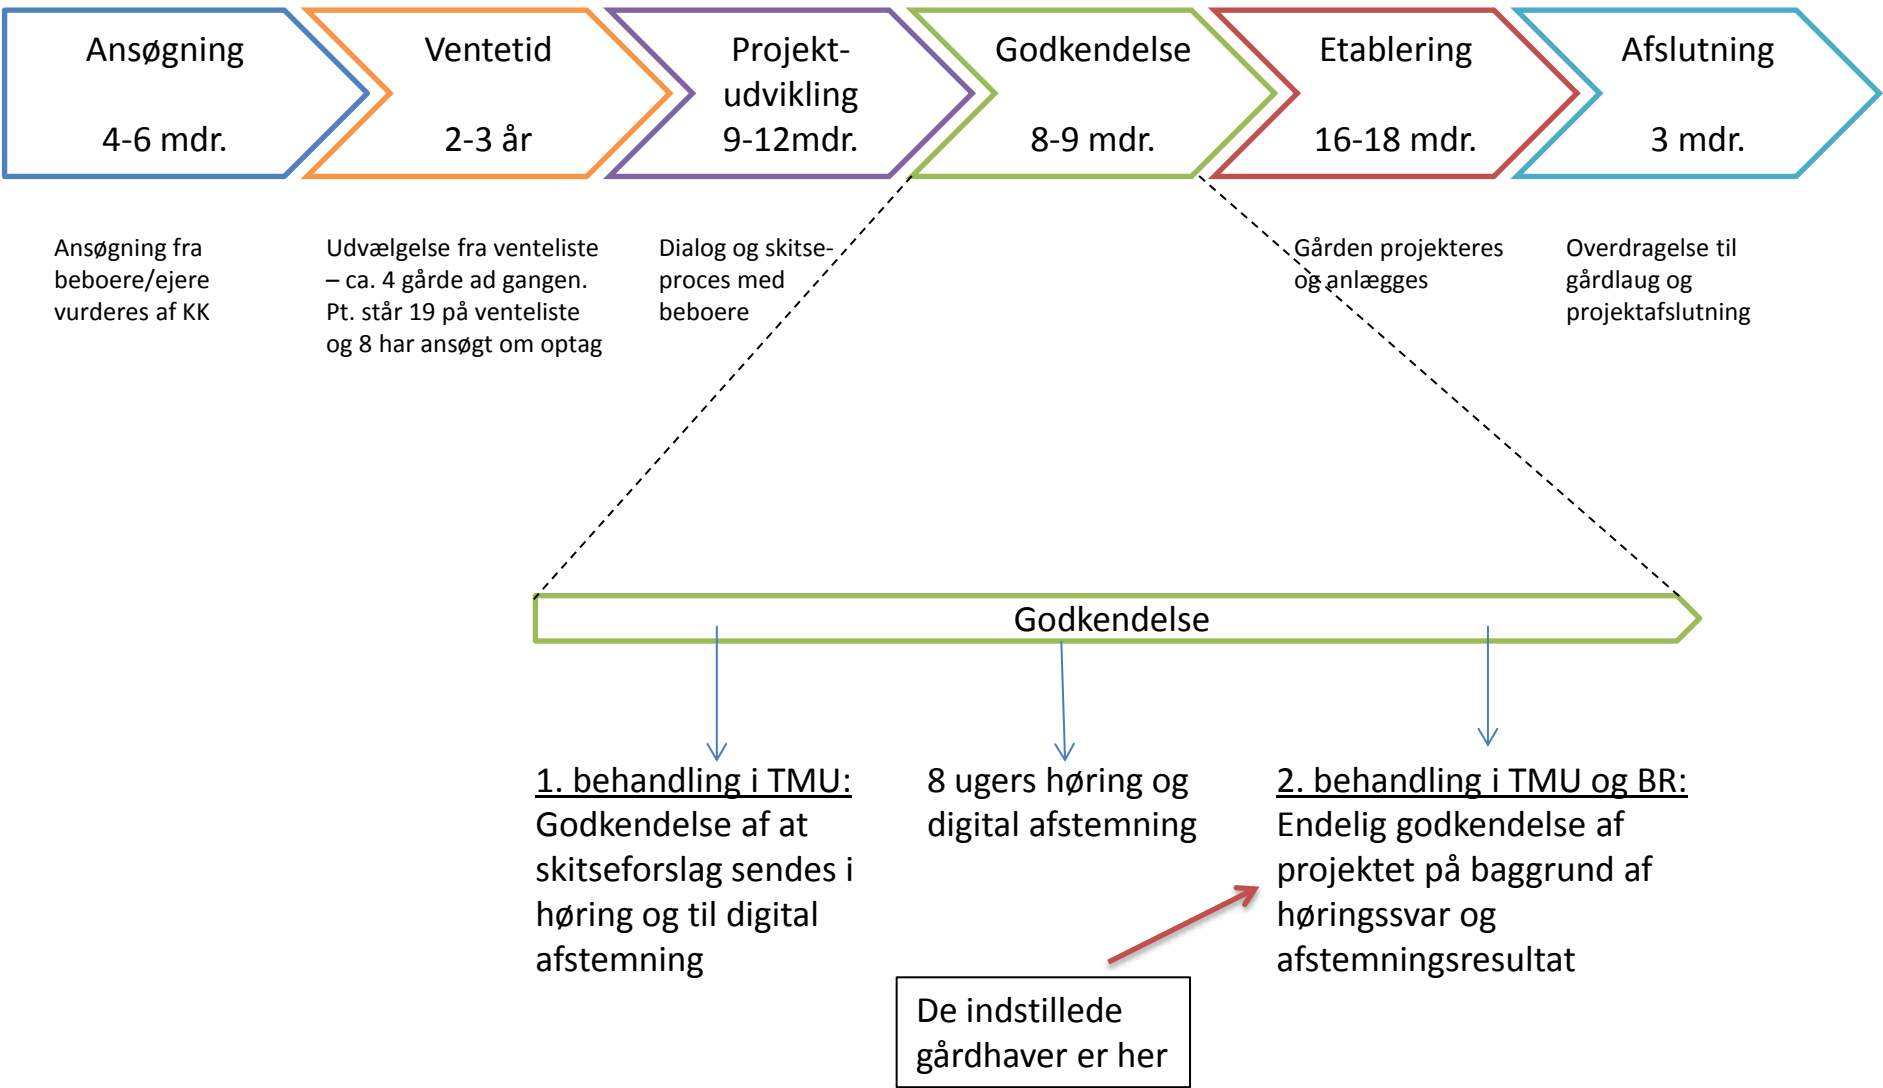 Ansøgning
4-6 mdr.
Ventetid
2-3 år
Projekt-
udvikling
9-12mdr.
Godkendelse
8-9 mdr.
Etablering
16-18 mdr.
Afslutning
3 mdr.
Ansøgning fra
beboere/ejere
vurderes af KK
Udvælgelse fra venteliste
– ca. 4 gårde ad gangen.
Pt. står 19 på venteliste
og 8 har ansøgt om optag
Dialog og skitse-
proces med
beboere
Gården projekteres
og anlægges
Overdragelse til
gårdlaug og
projektafslutning
Godkendelse
1. behandling i TMU:
Godkendelse af at
skitseforslag sendes i
høring og til digital
afstemning
8 ugers høring og
digital afstemning
2. behandling i TMU og BR:
Endelig godkendelse af
projektet på baggrund af
høringssvar og
afstemningsresultat
De indstillede
gårdhaver er her